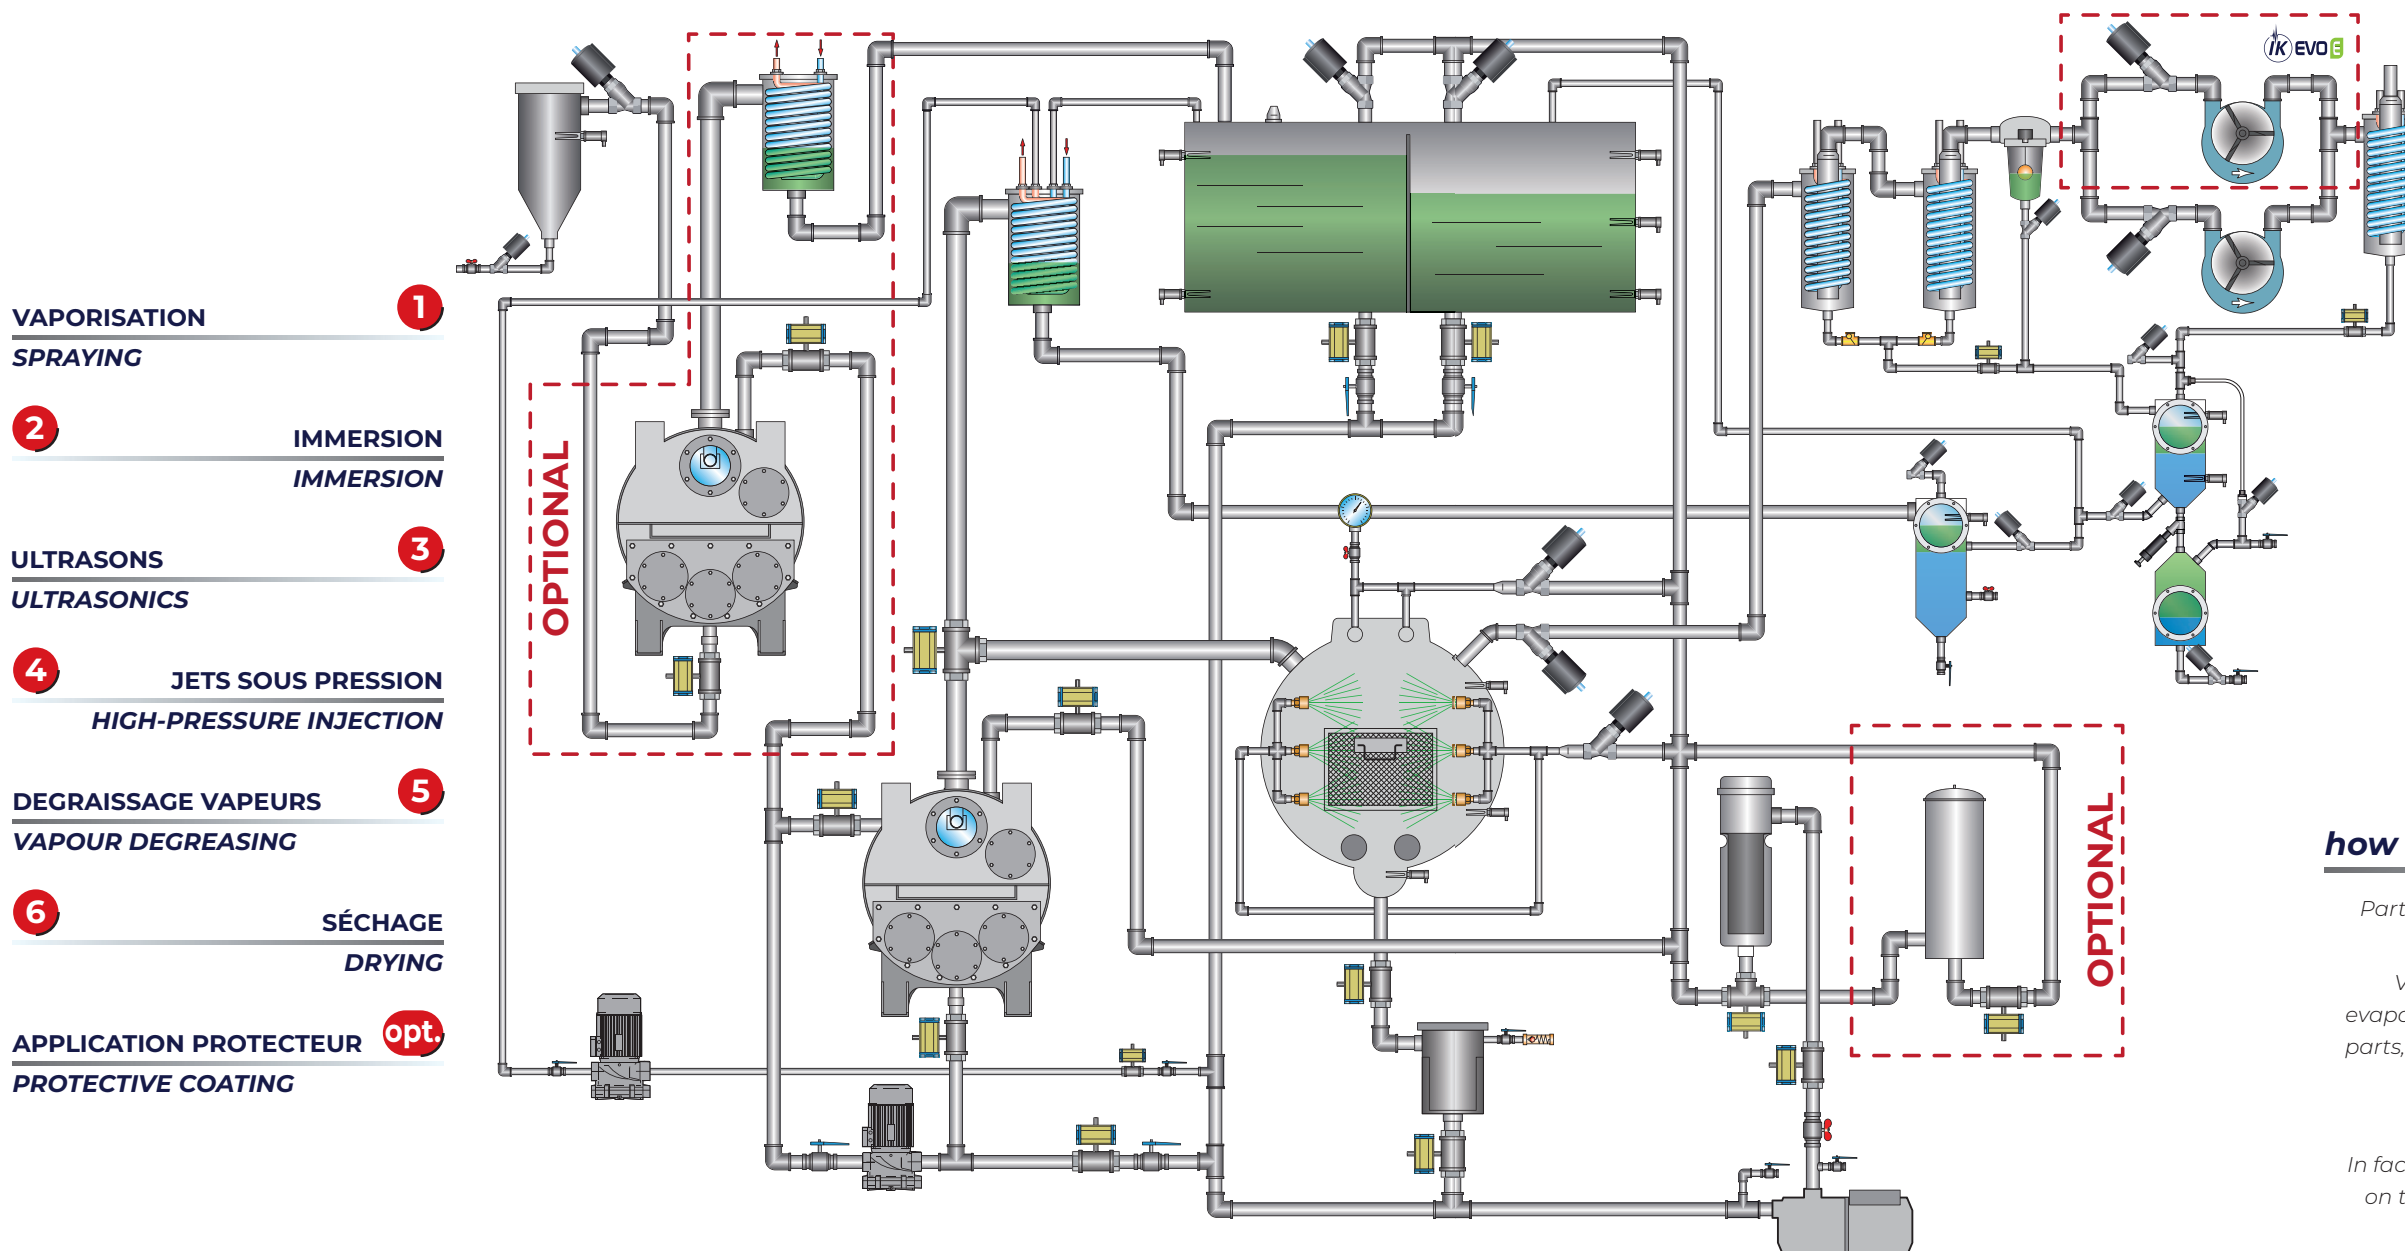 VAPORISATION
1
SPRAYING
2
IMMERSION
IMMERSION
ULTRASONS
3
ULTRASONICS
4
JETS SOUS PRESSION
HIGH-PRESSURE INJECTION
DEGRAISSAGE VAPEURS
5
VAPOUR DEGREASING
6
SÉCHAGE
DRYING
APPLICATION PROTECTEUR
opt.
PROTECTIVE COATING
OPTIONAL
iK EVO E
OPTIONAL
how
Part
V
evapo
parts,
In fac
on t